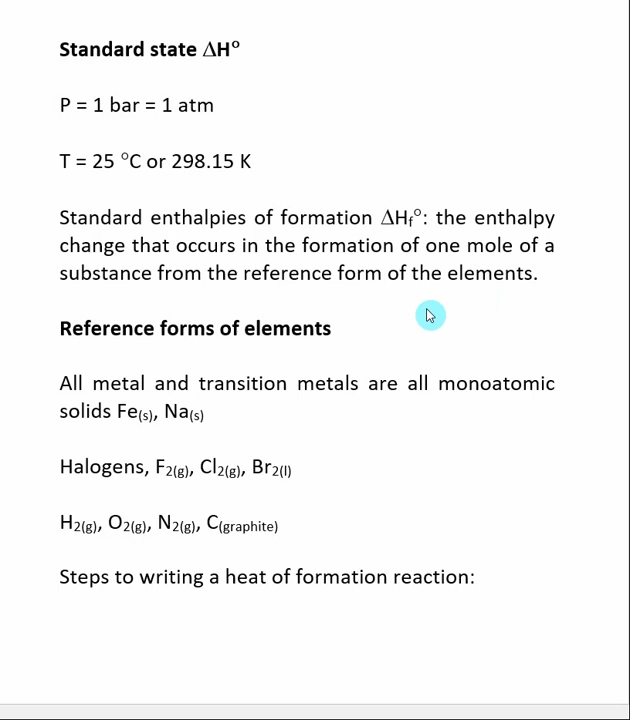 Standard state ΔH°
P = 1 bar = 1 atm
T = 25 °C or 298.15 K
Standard enthalpies of formation ΔHf°: the enthalpy
change that occurs in the formation of one mole of a
substance from the reference form of the elements.
Reference forms of elements
All metal and transition metals are all monoatomic
solids Fe(s), Na(s)
Halogens, F2(g), Cl2(g), Br2(l)
H2(g), O2(g), N2(g), C(graphite)
Steps to writing a heat of formation reaction: